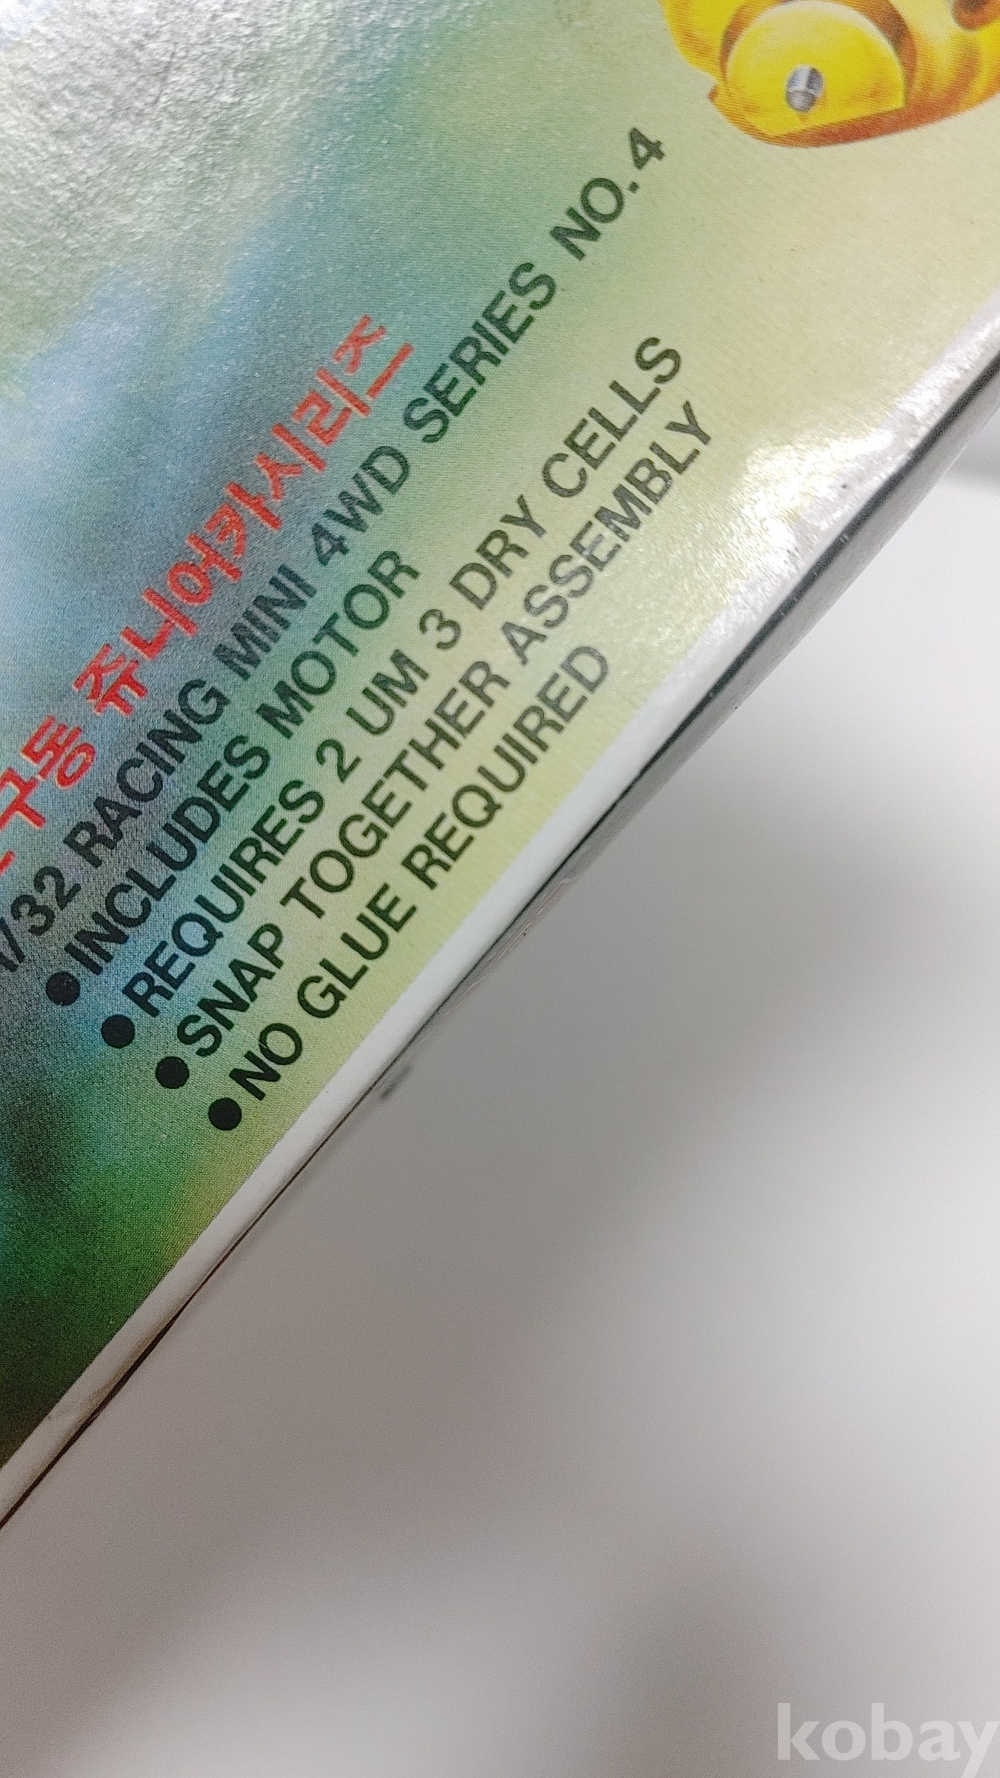 구동 쥬니어카시리즈
1/32 RACING MINI 4WD SERIES NO.4
●INCLUDES MOTOR
●REQUIRES 2 UM 3 DRY CELLS
●SNAP TOGETHER ASSEMBLY
●NO GLUE REQUIRED
kobay